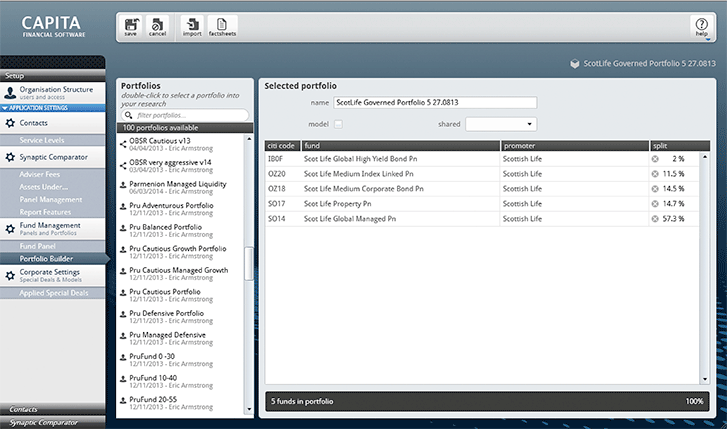 CAPITA
FINANCIAL SOFTWARE
save
cancel
import
factsheets
help
ScotLife Governed Portfolio 5 27.0813
Setup
Organisation Structure
users and access
APPLICATION SETTINGS
Contacts
Service Levels
Synaptic Comparator
Adviser Fees
Assets Under...
Panel Management
Report Features
Fund Management
Panels and Portfolios
Fund Panel
Portfolio Builder
Corporate Settings
Special Deals & Models
Applied Special Deals
Contacts
Synaptic Comparator
Portfolios
double-click to select a portfolio into
your research
filter portfolios...
100 portfolios available
OBSR Cautious v13
04/04/2013 - Eric Armstrong
OBSR very aggressive v14
04/04/2013 - Eric Armstrong
Parmenion Managed Liquidity
06/03/2014 - Eric Armstrong
Pru Adventurous Portfolio
12/11/2013 - Eric Armstrong
Pru Balanced Portfolio
12/11/2013 - Eric Armstrong
Pru Cautious Growth Portfolio
12/11/2013 - Eric Armstrong
Pru Cautious Managed Growth
12/11/2013 - Eric Armstrong
Pru Cautious Portfolio
12/11/2013 - Eric Armstrong
Pru Defensive Portfolio
12/11/2013 - Eric Armstrong
Pru Managed Defensive
12/11/2013 - Eric Armstrong
PruFund 0 -30
12/11/2013 - Eric Armstrong
PruFund 10-40
12/11/2013 - Eric Armstrong
PruFund 20-55
12/11/2013 - Eric Armstrong
Selected portfolio
name ScotLife Governed Portfolio 5 27.0813
model shared
citi code fund promoter split
IB0F Scot Life Global High Yield Bond Pn Scottish Life 2 %
OZ20 Scot Life Medium Index Linked Pn Scottish Life 11.5 %
OZ18 Scot Life Medium Corporate Bond Pn Scottish Life 14.5 %
SO17 Scot Life Property Pn Scottish Life 14.7 %
SO14 Scot Life Global Managed Pn Scottish Life 57.3 %
5 funds in portfolio 100%